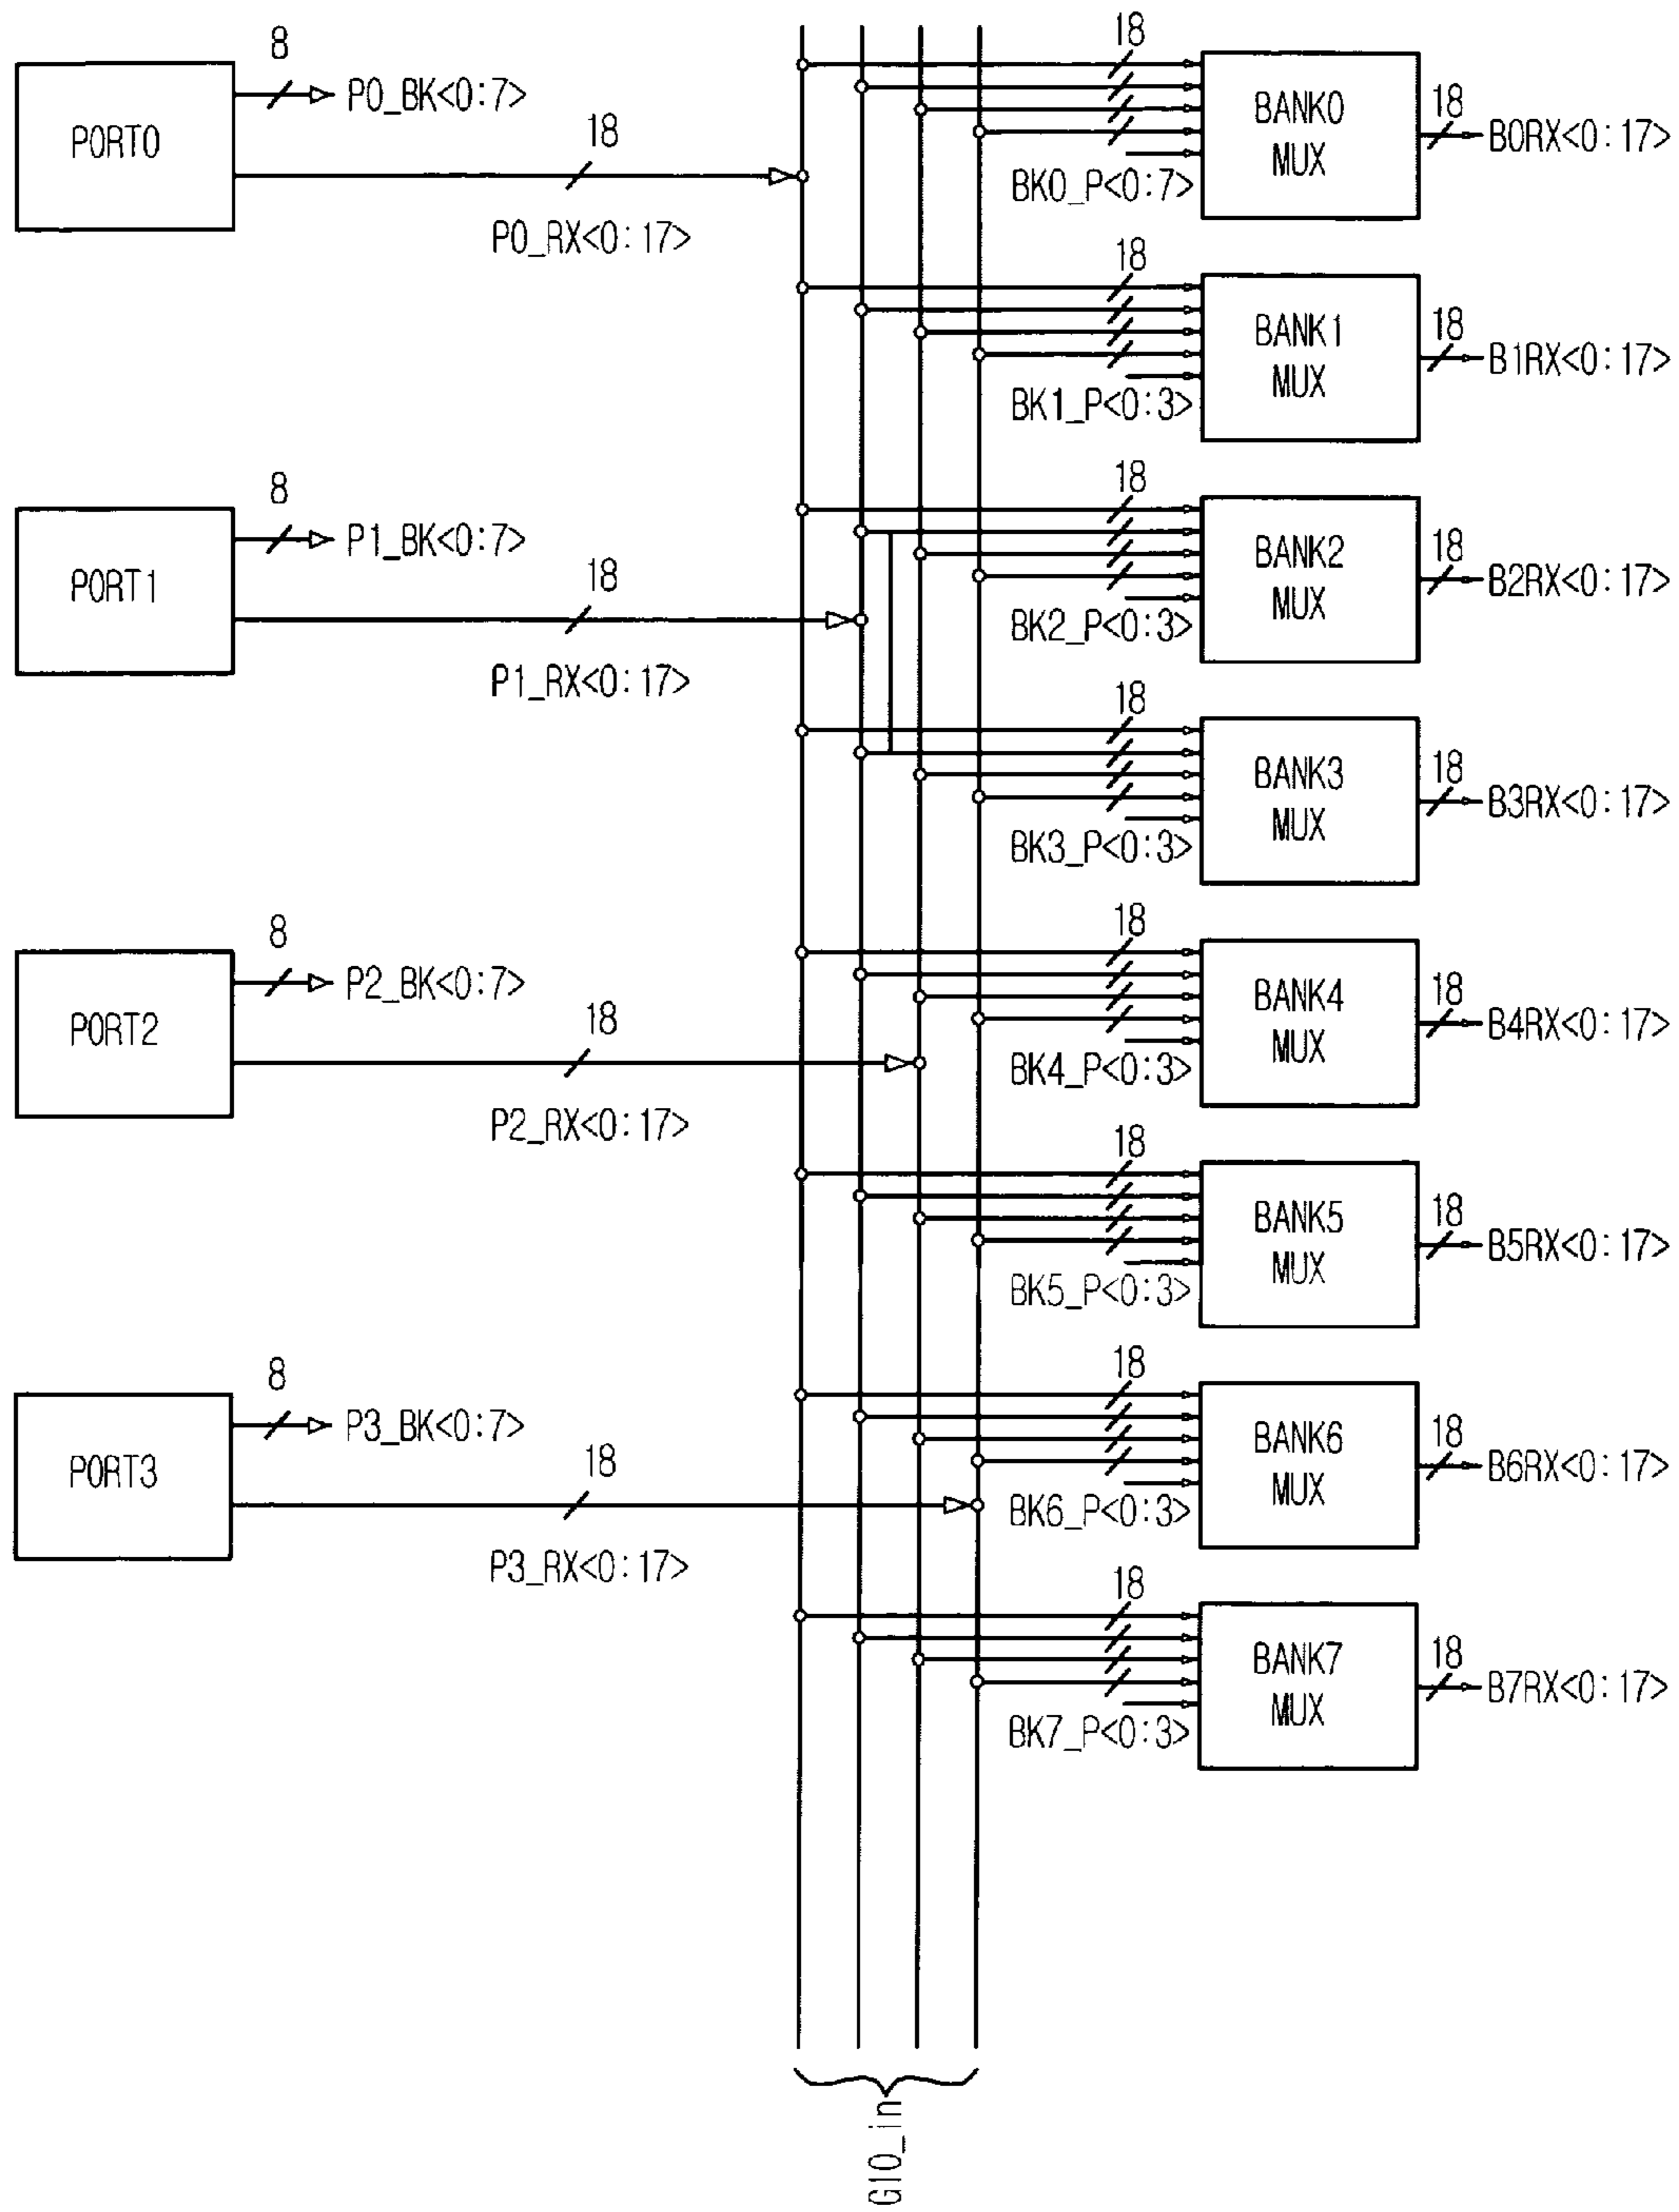 8
PORT0
P0_BK<0:7>
18
P0_RX<0:17>
18
BANK0
MUX
BK0_P<0:7>
18
B0RX<0:17>
18
BANK1
MUX
BK1_P<0:3>
18
B1RX<0:17>
8
PORT1
P1_BK<0:7>
18
P1_RX<0:17>
18
BANK2
MUX
BK2_P<0:3>
18
B2RX<0:17>
18
BANK3
MUX
BK3_P<0:3>
18
B3RX<0:17>
8
PORT2
P2_BK<0:7>
18
P2_RX<0:17>
18
BANK4
MUX
BK4_P<0:3>
18
B4RX<0:17>
18
BANK5
MUX
BK5_P<0:3>
18
B5RX<0:17>
8
PORT3
P3_BK<0:7>
18
P3_RX<0:17>
18
BANK6
MUX
BK6_P<0:3>
18
B6RX<0:17>
18
BANK7
MUX
BK7_P<0:3>
18
B7RX<0:17>
GIO_in